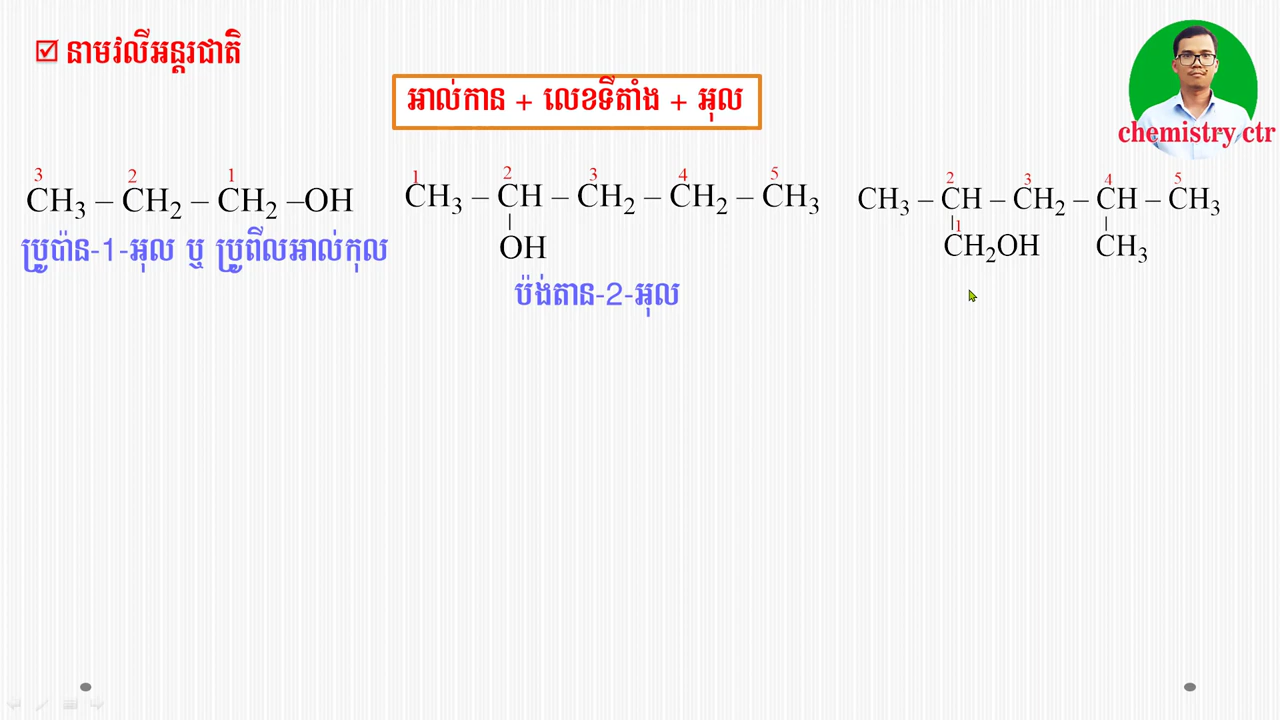 ☑ នាមវលីអន្តរជាតិ
អាល់កាន + លេខទីតាំង + អុល
chemistry ctr
3 2 1
CH₃ – CH₂ – CH₂ –OH
ប្រូប៉ាន-1-អុល ឬ ប្រូពីលអាល់កុល
1 2 3 4 5
CH₃ – CH – CH₂ – CH₂ – CH₃
OH
ប៉ង់តាន-2-អុល
2 3 4 5
CH₃ – CH – CH₂ – CH – CH₃
1
CH₂OH CH₃